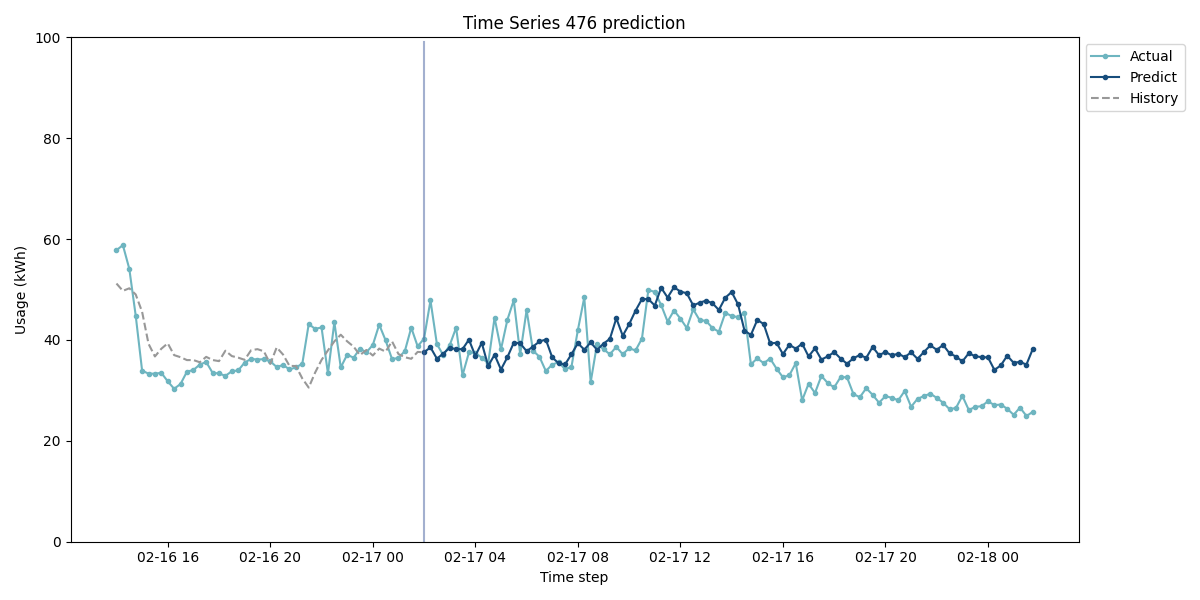 Time Series 476 prediction
100
80
60
40
20
0
Usage (kWh)
02-16 16
02-16 20
02-17 00
02-17 04
02-17 08
02-17 12
02-17 16
02-17 20
02-18 00
Time step
Actual
Predict
History